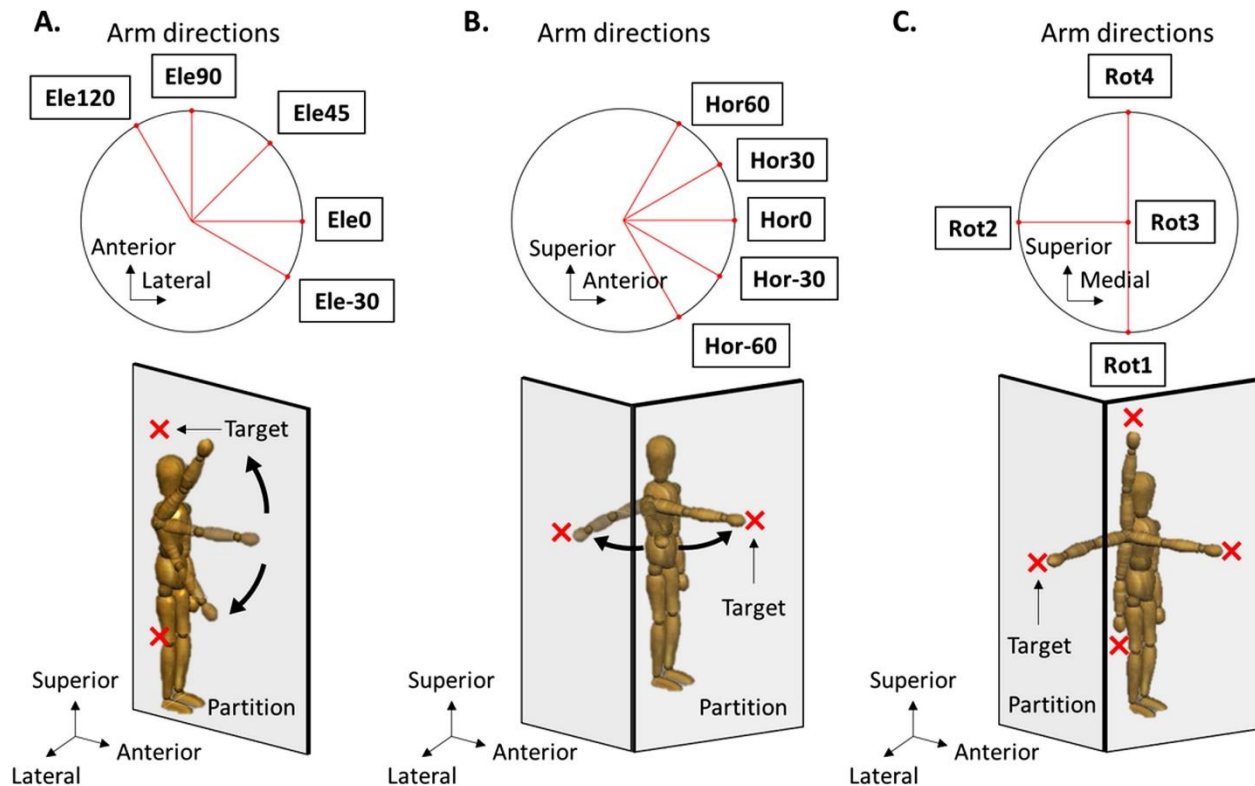 A.
Arm directions
Ele90
Ele120
Ele45
Ele0
Anterior
Lateral
Ele-30
Target
Superior
Partition
Anterior
Lateral
B.
Arm directions
Hor60
Hor30
Hor0
Superior
Anterior
Hor-30
Hor-60
Target
Superior
Partition
Anterior
Lateral
C.
Arm directions
Rot4
Rot2
Rot3
Superior
Medial
Rot1
Target
Superior
Partition
Anterior
Lateral